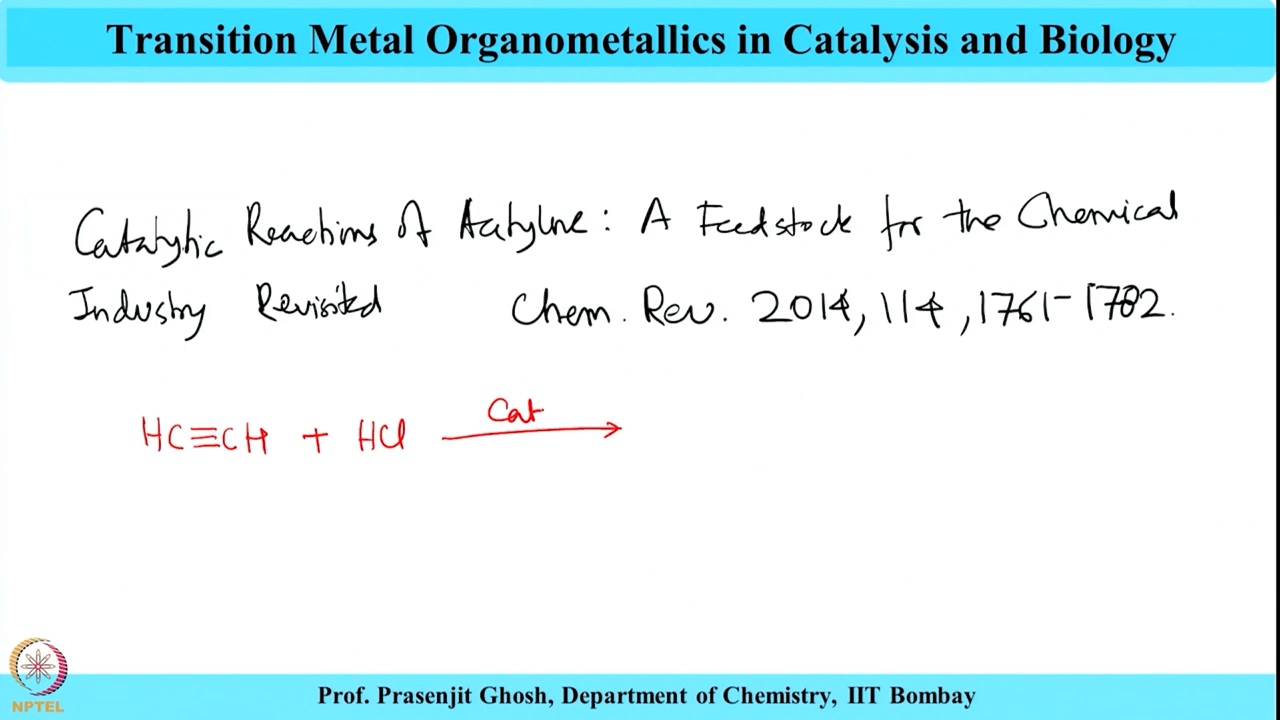 Transition Metal Organometallics in Catalysis and Biology
Catalytic Reactions of Acetylene: A Feedstock for the Chemical
Industry Revisited Chem. Rev. 2014, 114, 1761-1782.
Cat
HC≡CH + HCl →
Prof. Prasenjit Ghosh, Department of Chemistry, IIT Bombay
NPTEL